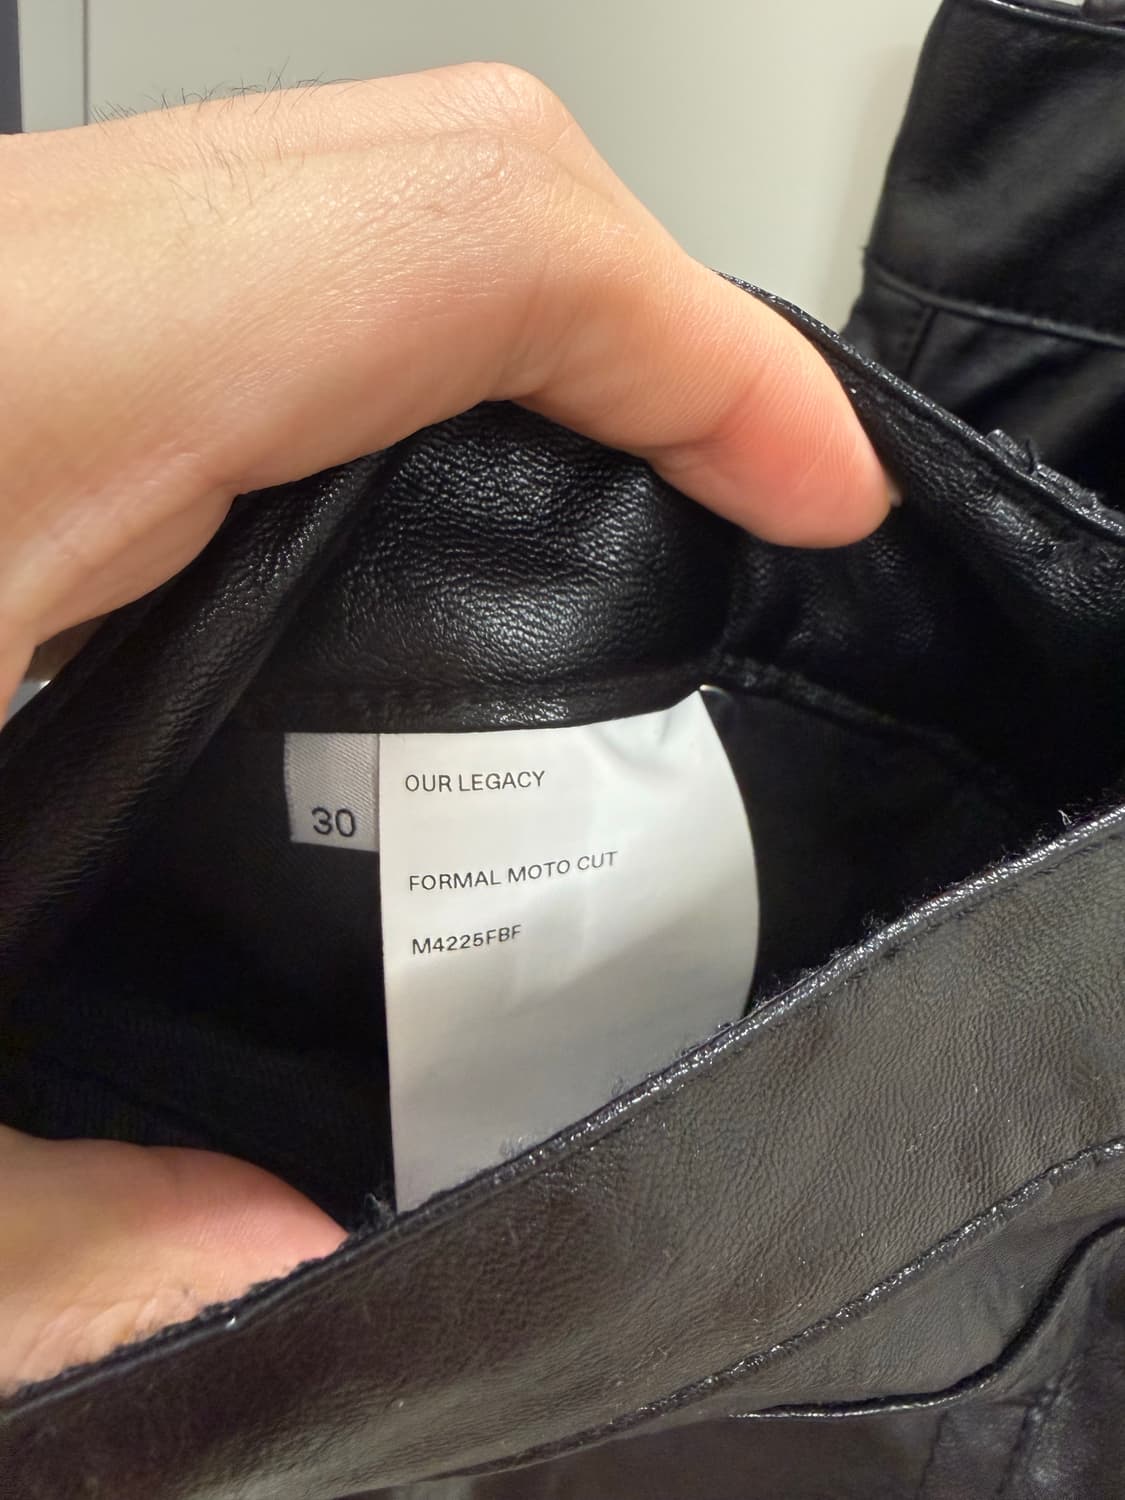 30
OUR LEGACY
FORMAL MOTO CUT
M4225FBF